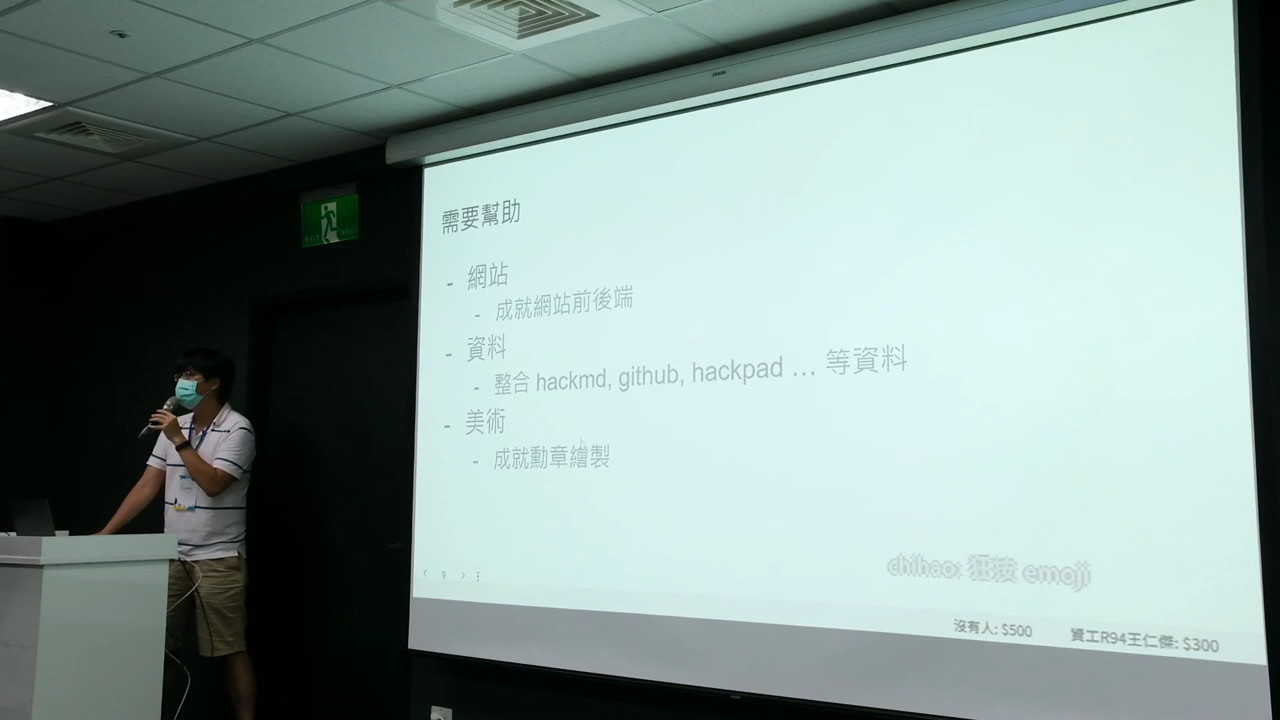 需要幫助
- 網站
- 成就網站前後端
- 資料
- 整合 hackmd, github, hackpad ... 等資料
- 美術
- 成就勳章繪製
chihao: 狂按 emoji
9
沒有人: $500 資工R94王仁傑: $300